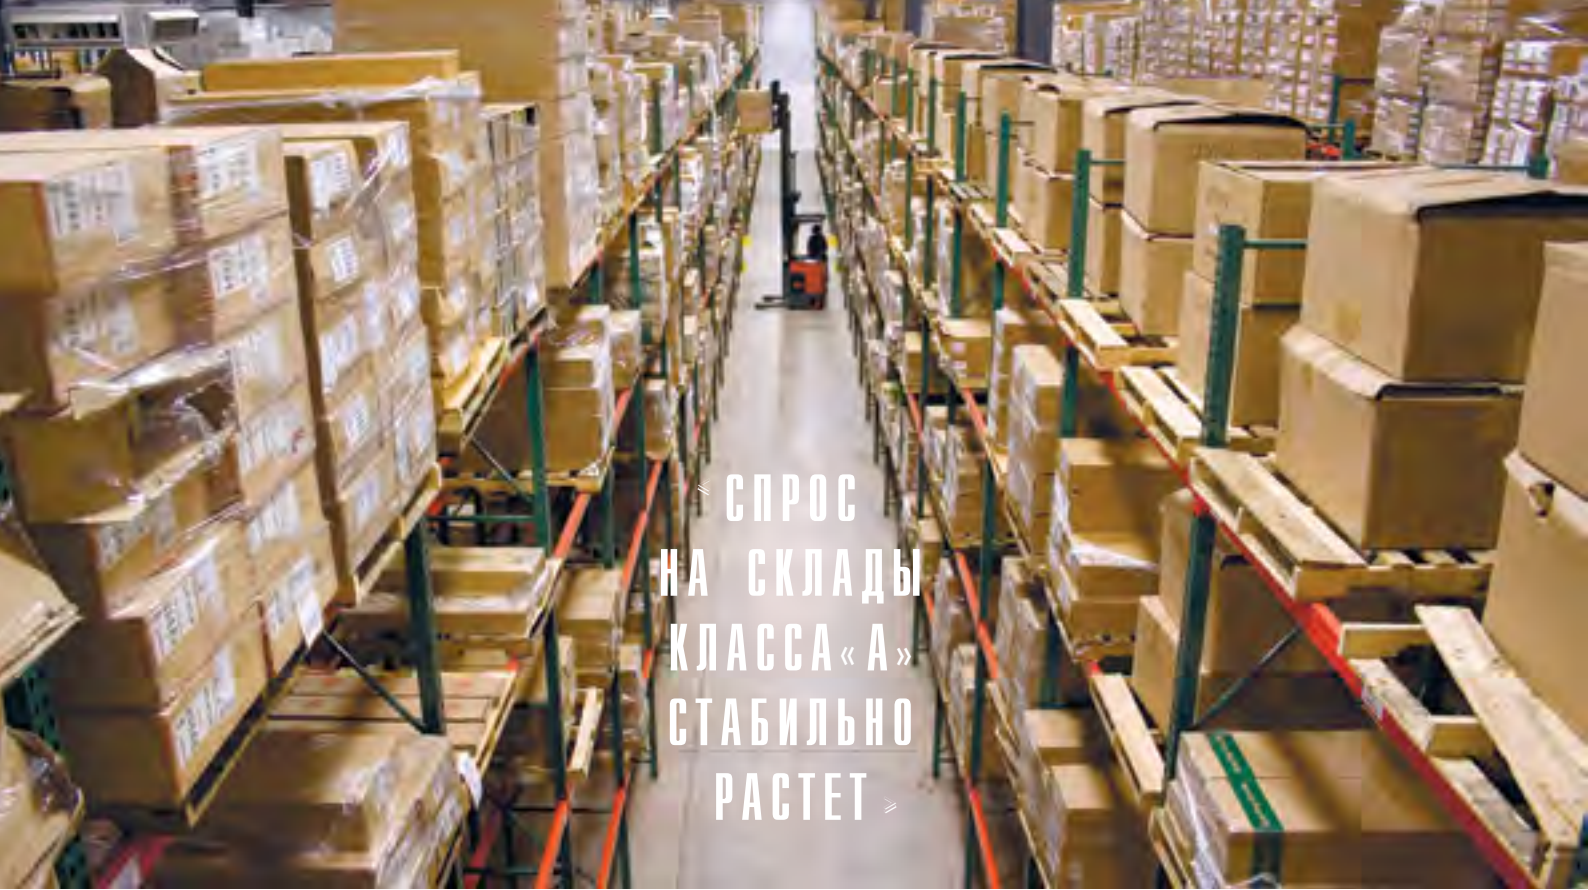 « СПРОС
НА СКЛАДЫ
КЛАССА«А»
СТАБИЛЬНО
РАСТЕТ »